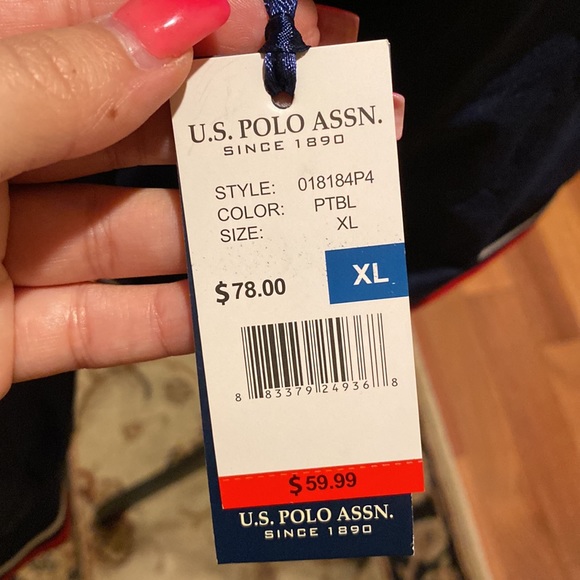 U.S. POLO ASSN.
SINCE 1890
STYLE: 018184P4
COLOR: PTBL
SIZE: XL
XL
$78.00
8 83379 24936 8
$59.99
U.S. POLO ASSN.
SINCE 1890